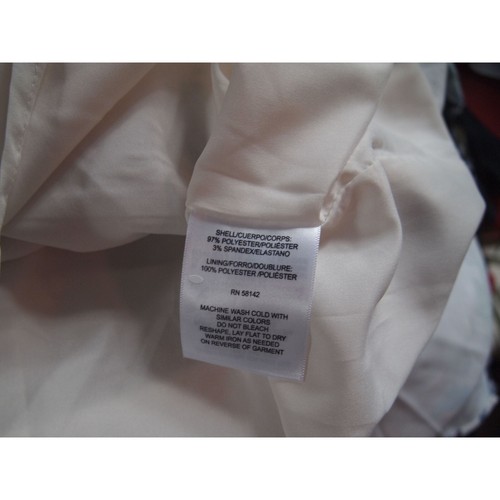 SHELL/CUERPO/CORPS:
97% POLYESTER/POLIÉSTER
3% SPANDEX/ELASTANO
LINING/FORRO/DOUBLURE:
100% POLYESTER /POLIÉSTER
RN 58142
MACHINE WASH COLD WITH
SIMILAR COLORS
DO NOT BLEACH
RESHAPE, LAY FLAT TO DRY
WARM IRON AS NEEDED
ON REVERSE OF GARMENT